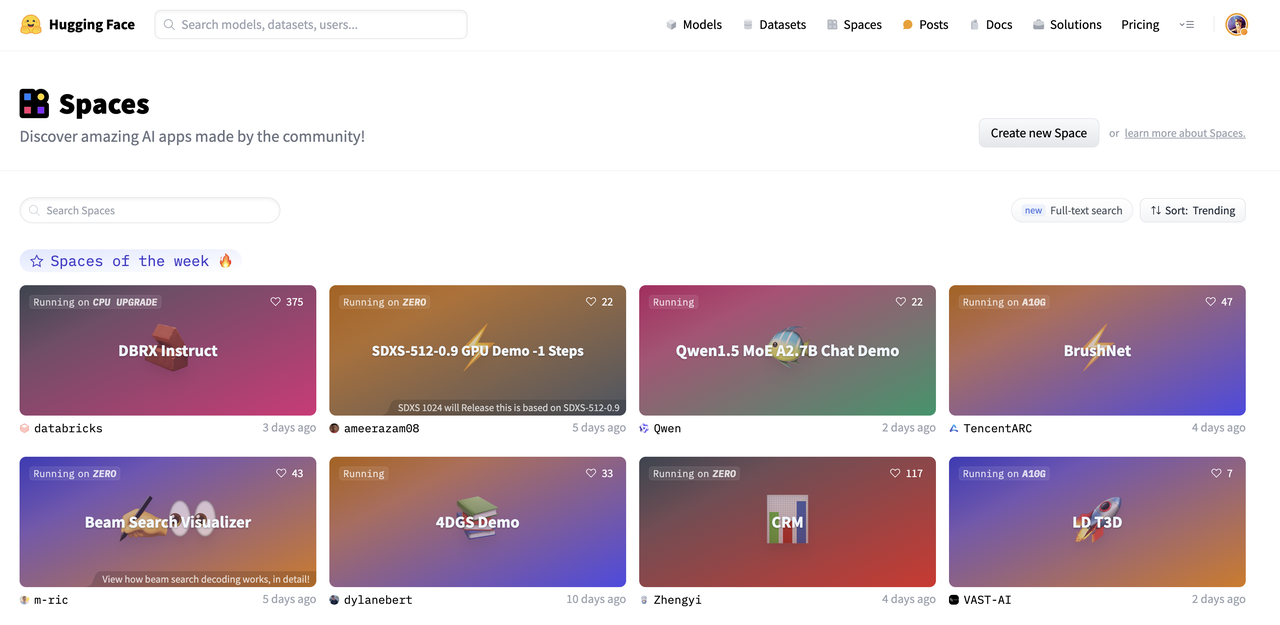 Hugging Face
Search models, datasets, users...
Models
Datasets
Spaces
Posts
Docs
Solutions
Pricing
Spaces
Discover amazing AI apps made by the community!
Create new Space
or learn more about Spaces.
Search Spaces
new Full-text search
Sort: Trending
Spaces of the week 🔥
Running on CPU UPGRADE
375
DBRX Instruct
databricks
3 days ago
Running on ZERO
22
SDXS-512-0.9 GPU Demo -1 Steps
SDXS 1024 will Release this is based on SDXS-512-0.9
ameerazam08
5 days ago
Running
22
Qwen1.5 MoE A2.7B Chat Demo
Qwen
2 days ago
Running on A10G
47
BrushNet
TencentARC
4 days ago
Running on ZERO
43
Beam Search Visualizer
View how beam search decoding works, in detail!
m-ric
5 days ago
Running
33
4DGS Demo
dylanebert
10 days ago
Running on ZERO
117
CRM
Zhengyi
4 days ago
Running on A10G
7
LD T3D
VAST-AI
2 days ago